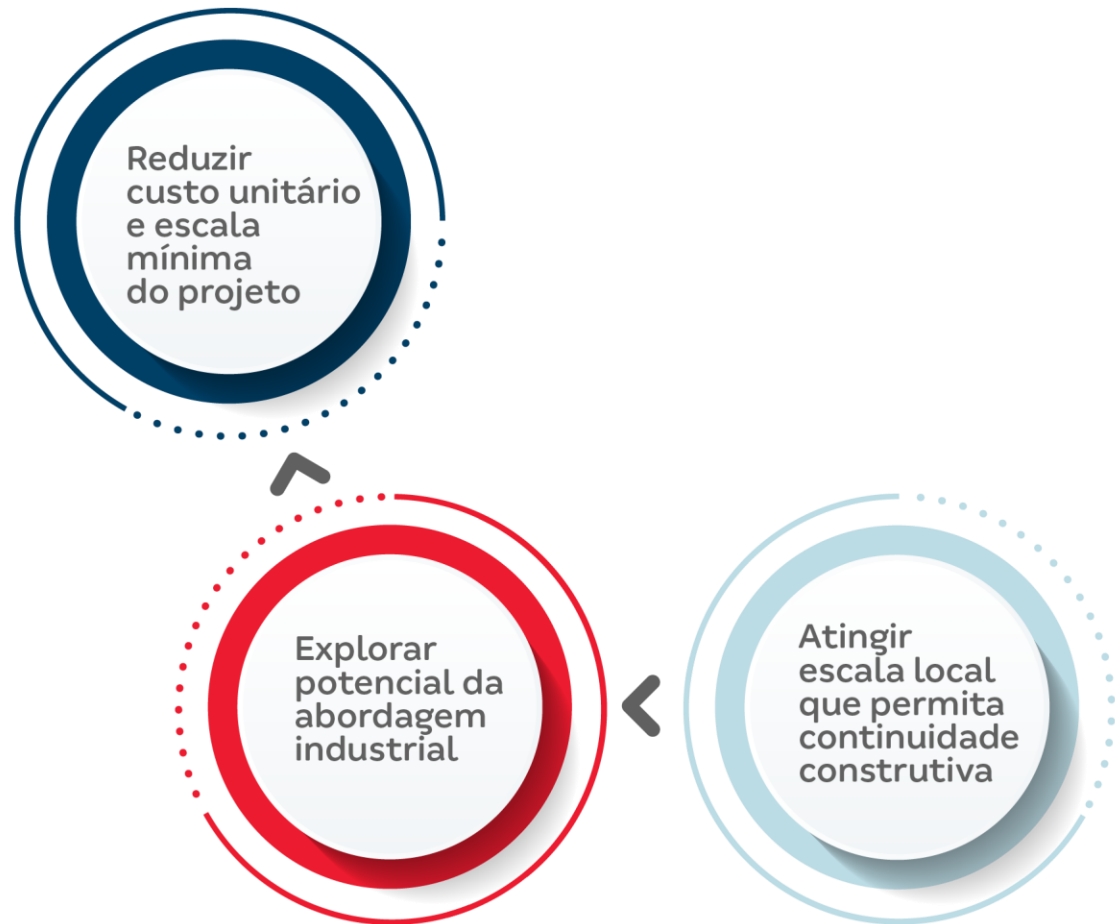 Reduzir
custo unitário
e escala
mínima
do projeto
Explorar
potencial da
abordagem
industrial
Atingir
escala local
que permita
continuidade
construtiva